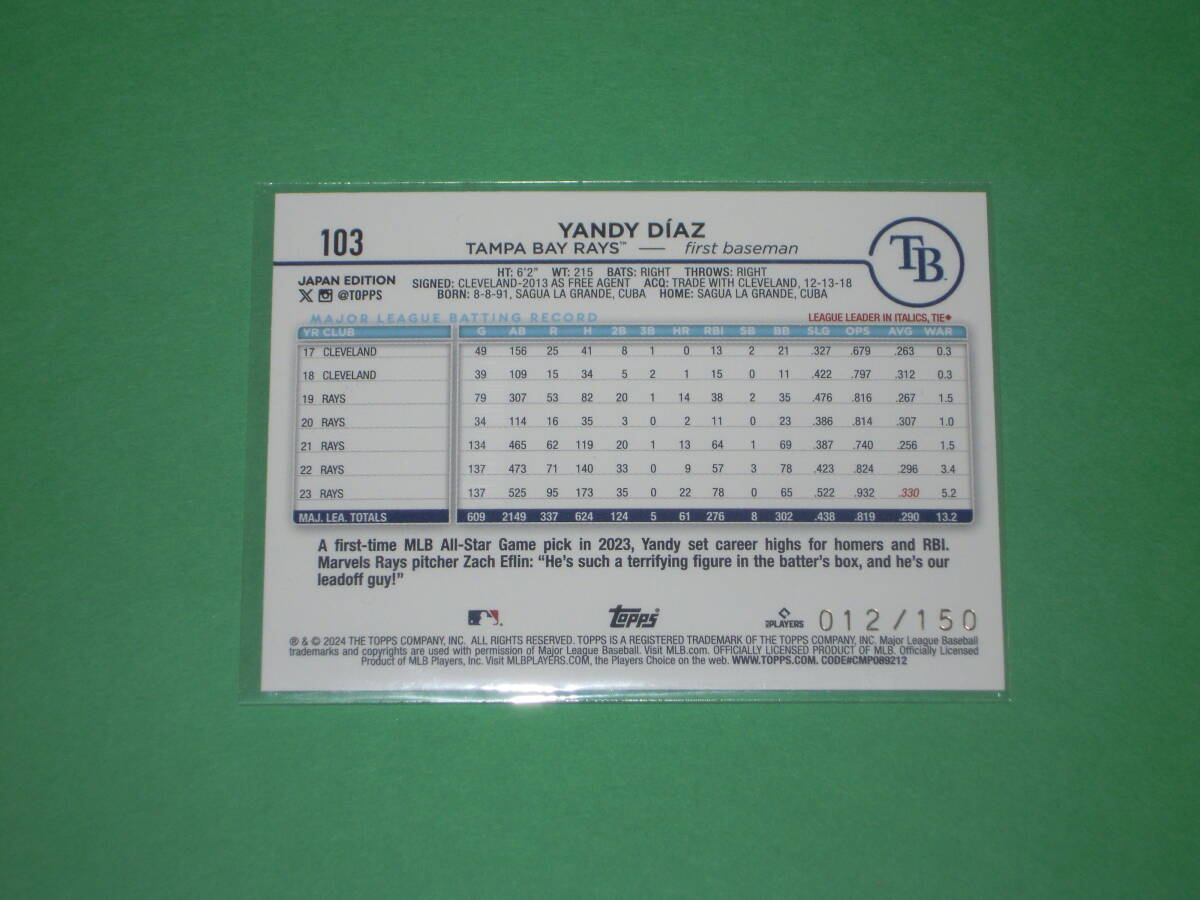 103
YANDY DÍAZ
TAMPA BAY RAYS™ — first baseman
TB
JAPAN EDITION
@TOPPS
HT: 6'2" WT: 215 BATS: RIGHT THROWS: RIGHT
SIGNED: CLEVELAND-2013 AS FREE AGENT ACQ: TRADE WITH CLEVELAND, 12-13-18
BORN: 8-8-91, SAGUA LA GRANDE, CUBA HOME: SAGUA LA GRANDE, CUBA
MAJOR LEAGUE BATTING RECORD LEAGUE LEADER IN ITALICS, TIE♦
YR CLUB G AB R H 2B 3B HR RBI SB BB SLG OPS AVG WAR
17 CLEVELAND 49 156 25 41 8 1 0 13 2 21 .327 .679 .263 0.3
18 CLEVELAND 39 109 15 34 5 2 1 15 0 11 .422 .797 .312 0.3
19 RAYS 79 307 53 82 20 1 14 38 2 35 .476 .816 .267 1.5
20 RAYS 34 114 16 35 3 0 2 11 0 23 .386 .814 .307 1.0
21 RAYS 134 465 62 119 20 1 13 64 1 69 .387 .740 .256 1.5
22 RAYS 137 473 71 140 33 0 9 57 3 78 .423 .824 .296 3.4
23 RAYS 137 525 95 173 35 0 22 78 0 65 .522 .932 .330 5.2
MAJ. LEA. TOTALS 609 2149 337 624 124 5 61 276 8 302 .438 .819 .290 13.2
A first-time MLB All-Star Game pick in 2023, Yandy set career highs for homers and RBI.
Marvels Rays pitcher Zach Eflin: “He’s such a terrifying figure in the batter’s box, and he’s our
leadoff guy!”
topps PLAYERS 012/150
® & © 2024 THE TOPPS COMPANY, INC. ALL RIGHTS RESERVED. TOPPS IS A REGISTERED TRADEMARK OF THE TOPPS COMPANY, INC. Major League Baseball
trademarks and copyrights are used with permission of Major League Baseball. Visit MLB.com. OFFICIALLY LICENSED PRODUCT OF MLB. Officially Licensed
Product of MLB Players, Inc. Visit MLBPLAYERS.COM, the Players Choice on the web. WWW.TOPPS.COM. CODE#CMP089212